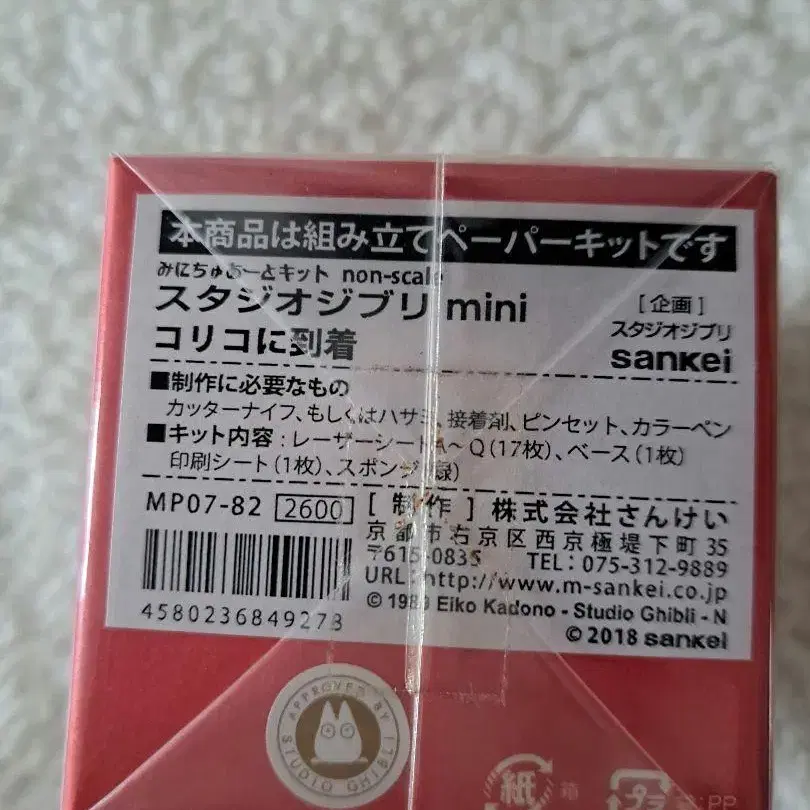 本商品は組み立てペーパーキットです
みにちゅあーとキット non-scale
スタジオジブリ mini
コリコに到着
[企画]
スタジオジブリ
sankei
■制作に必要なもの
カッターナイフ、もしくはハサミ、接着剤、ピンセット、カラーペン
■キット内容:レーザーシートA～Q(17枚)、ベース(1枚)
印刷シート(1枚)、スポンジ(緑)
MP07-82 2600
[制作]株式会社さんけい
京都市右京区西京極堤下町35
〒615-0835 TEL:075-312-9889
URL:http://www.m-sankei.co.jp
© 1989 Eiko Kadono - Studio Ghibli - N
© 2018 sankei
4580236849273
APPROVED BY STUDIO GHIBLI
紙 箱
プラ :PP